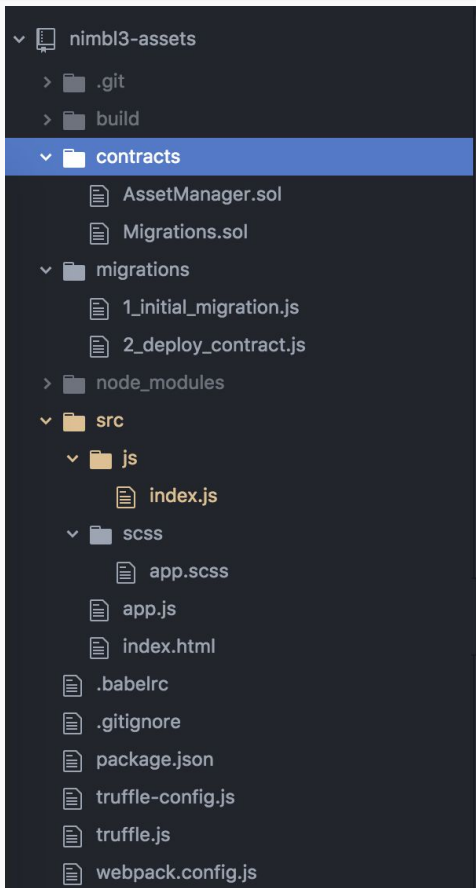 nimbl3-assets
.git
build
contracts
AssetManager.sol
Migrations.sol
migrations
1_initial_migration.js
2_deploy_contract.js
node_modules
src
js
index.js
scss
app.scss
app.js
index.html
.babelrc
.gitignore
package.json
truffle-config.js
truffle.js
webpack.config.js